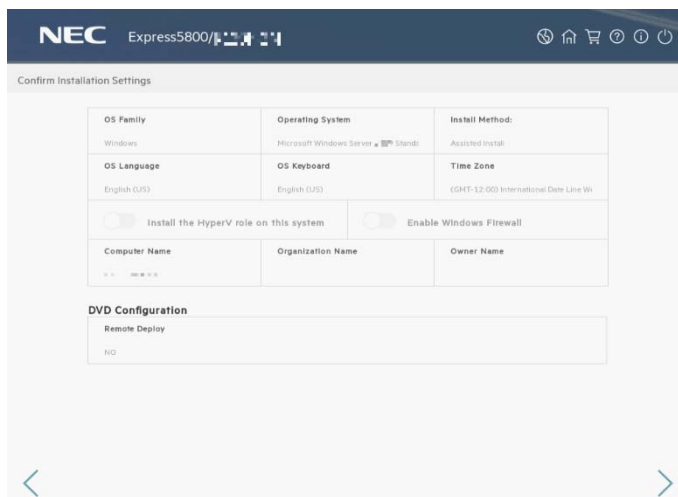 NEC Express5800/
Confirm Installation Settings
OS Family Operating System Install Method:
Windows Microsoft Windows Server Standa Assisted Install
OS Language OS Keyboard Time Zone
English (US) English (US) (GMT-12:00) International Date Line We
Install the HyperV role on this system Enable Windows Firewall
Computer Name Organization Name Owner Name
DVD Configuration
Remote Deploy
NO